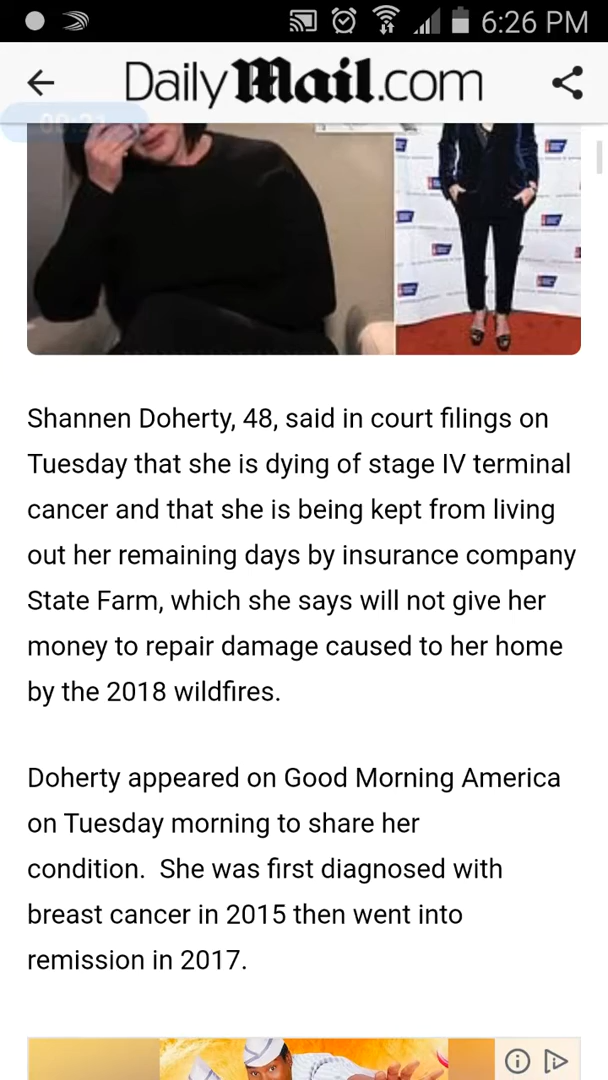 6:26 PM
DailyMail.com
Shannen Doherty, 48, said in court filings on
Tuesday that she is dying of stage IV terminal
cancer and that she is being kept from living
out her remaining days by insurance company
State Farm, which she says will not give her
money to repair damage caused to her home
by the 2018 wildfires.
Doherty appeared on Good Morning America
on Tuesday morning to share her
condition.  She was first diagnosed with
breast cancer in 2015 then went into
remission in 2017.